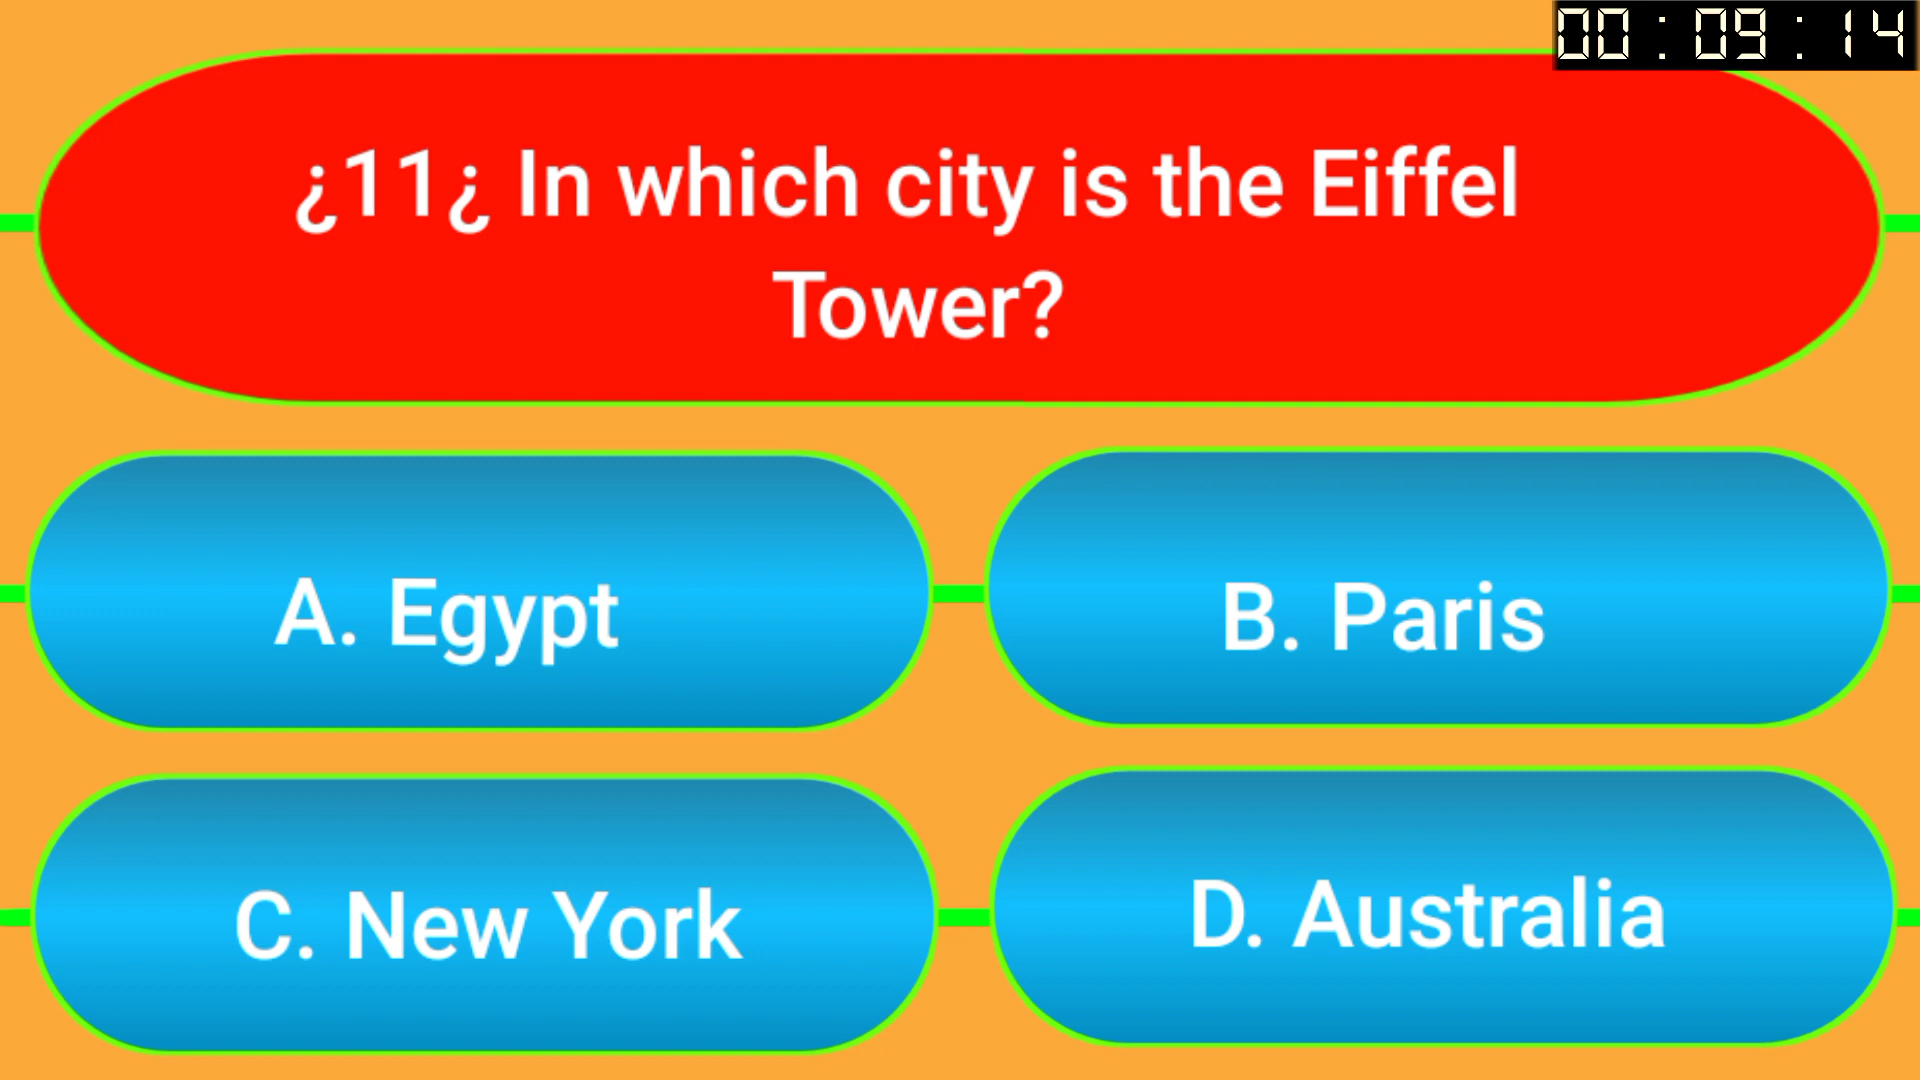 00:09:14
¿11¿ In which city is the Eiffel
Tower?
A. Egypt
B. Paris
C. New York
D. Australia